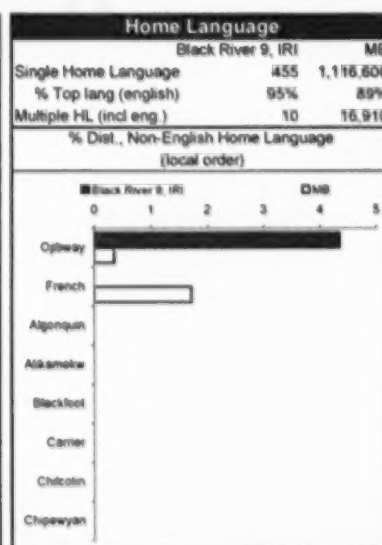 Home Language
Black River 9, IRI MB
Single Home Language 455 1,116,600
% Top lang (english) 95% 89%
Multiple HL (incl eng.) 10 16,910
% Dist., Non-English Home Language
(local order)
Black River 9, IRI MB
0 1 2 3 4 5
Ojibway
French
Algonquin
Atikamekw
Blackfoot
Carrier
Chilcotin
Chipewyan